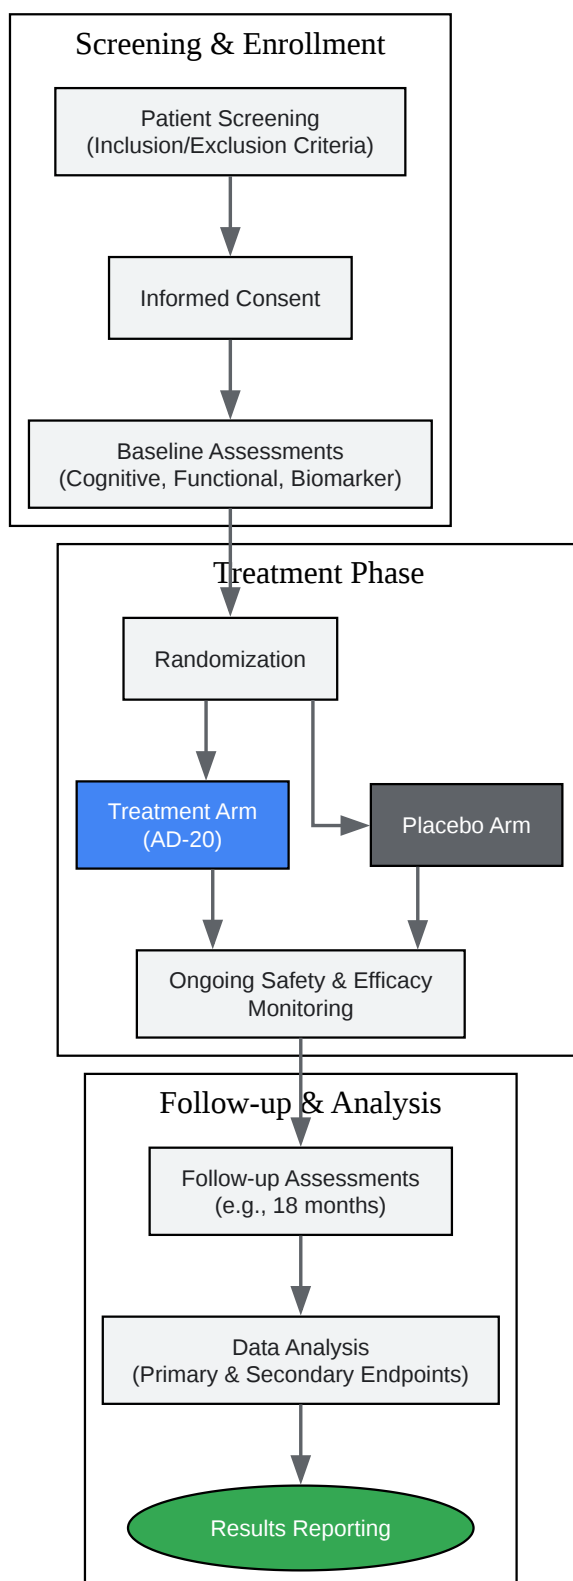 Screening & Enrollment
Patient Screening
(Inclusion/Exclusion Criteria)
Informed Consent
Baseline Assessments
(Cognitive, Functional, Biomarker)
Treatment Phase
Randomization
Treatment Arm
(AD-20)
Placebo Arm
Ongoing Safety & Efficacy
Monitoring
Follow-up & Analysis
Follow-up Assessments
(e.g., 18 months)
Data Analysis
(Primary & Secondary Endpoints)
Results Reporting